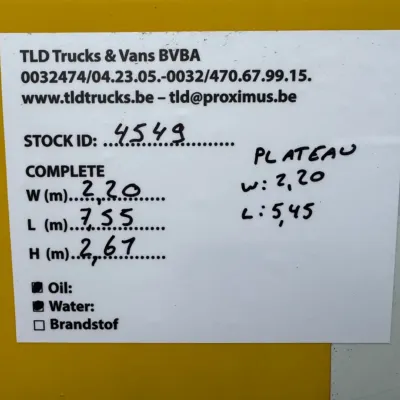 TLD Trucks & Vans BVBA
0032474/04.23.05.-0032/470.67.99.15.
www.tldtrucks.be – tld@proximus.be
STOCK ID: 4549
COMPLETE
W (m)...2,20
L (m)...7,55
H (m)...2,61
PLATEAU
W: 2,20
L: 5,45
Oil:
Water:
Brandstof